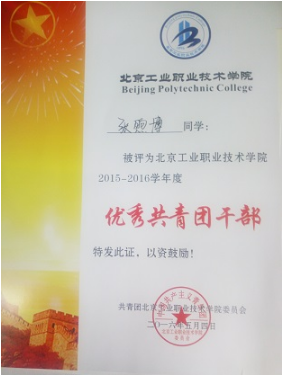 北京工业职业技术学院
Beijing Polytechnic College
张 博 同学:
被评为北京工业职业技术学院
2015-2016学年度
优秀共青团干部
特发此证、以资鼓励!
共青团北京工业职业技术学院委员会
二〇一六年五月四日